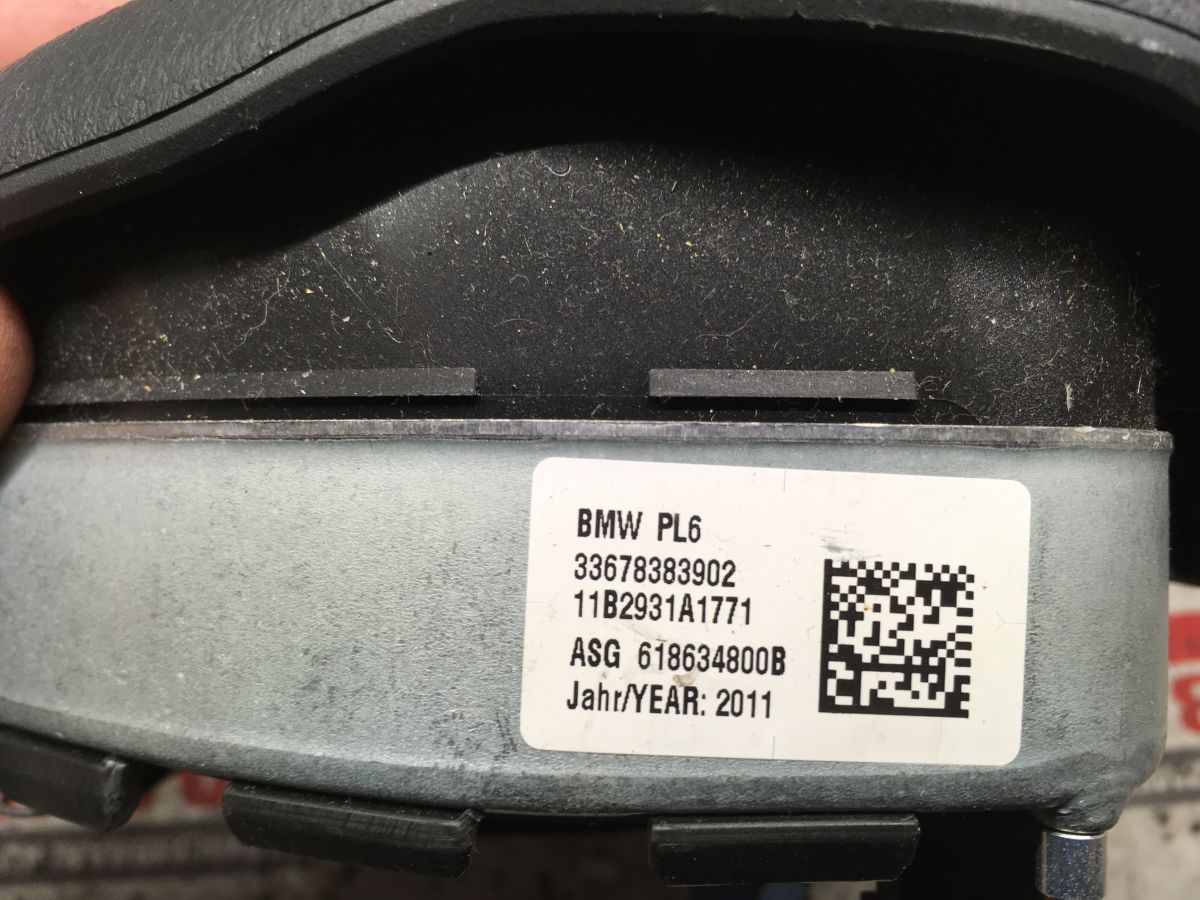 BMW PL6
33678383902
11B2931A1771
ASG 618634800B
Jahr/YEAR: 2011